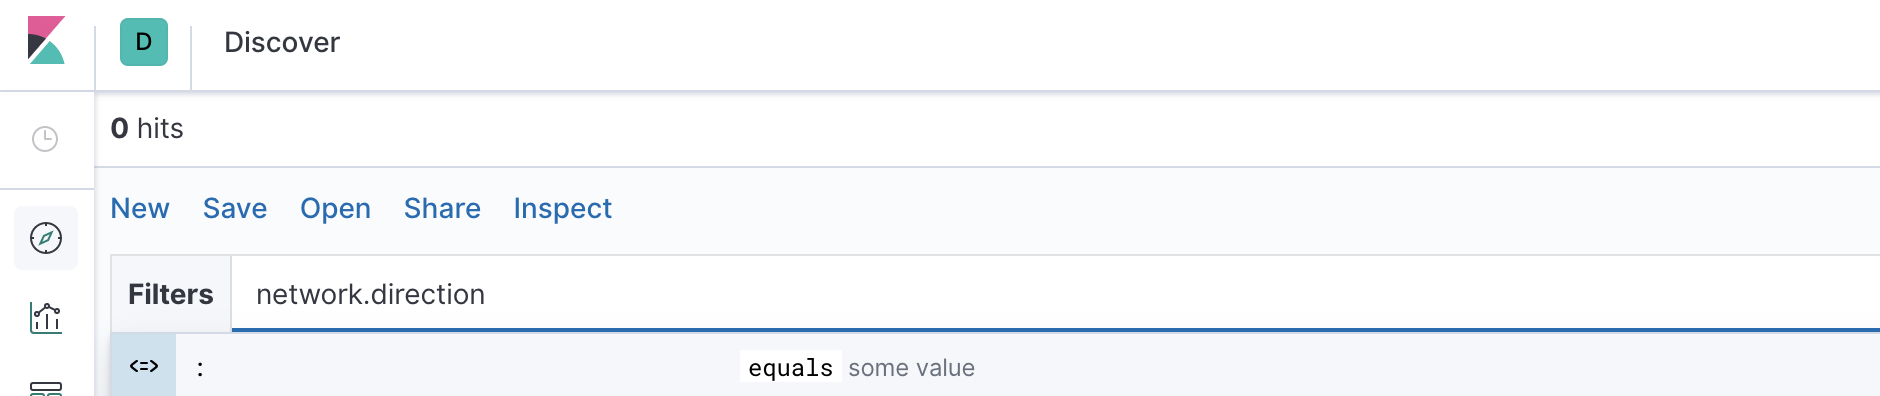 D Discover
0 hits
New Save Open Share Inspect
Filters network.direction
<=> : equals some value